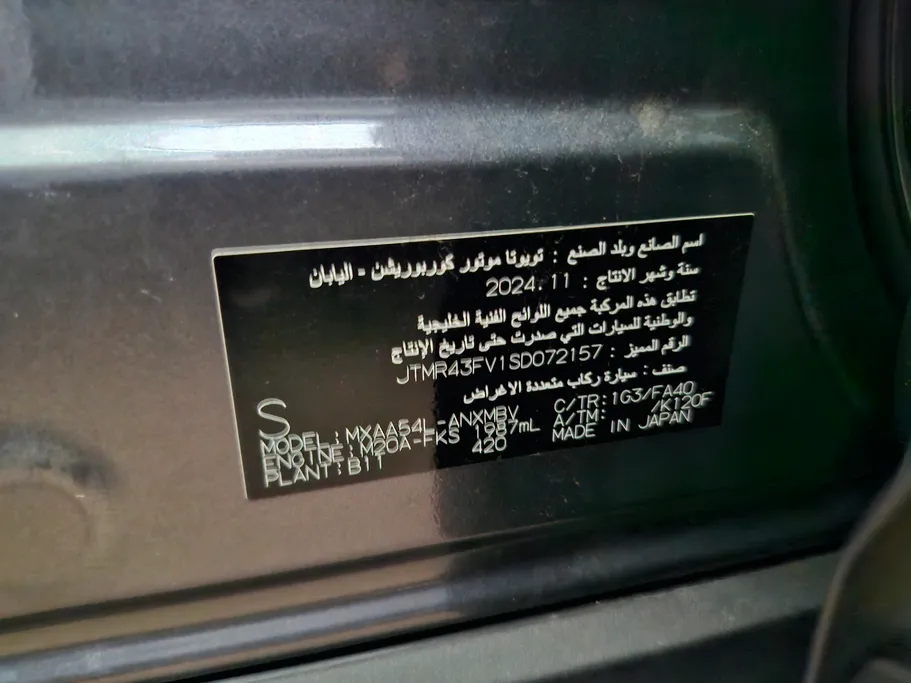 اسم الصانع وبلد الصنع : تويوتا موتور كوربوريشن - اليابان
سنة وشهر الانتاج : 2024.11
تطابق هذه المركبة جميع اللوائح الفنية الخليجية
والوطنية للسيارات التي صدرت حتى تاريخ الإنتاج
الرقم المميز : JTMR43FV1SD072157
صنف : سيارة ركاب متعددة الاغراض
S
MODEL:MXAA54L-ANXMBV C/TR:1G3/FA40
ENGINE:M20A-FKS 1987mL A/TM: /K120F
PLANT:B11 420 MADE IN JAPAN